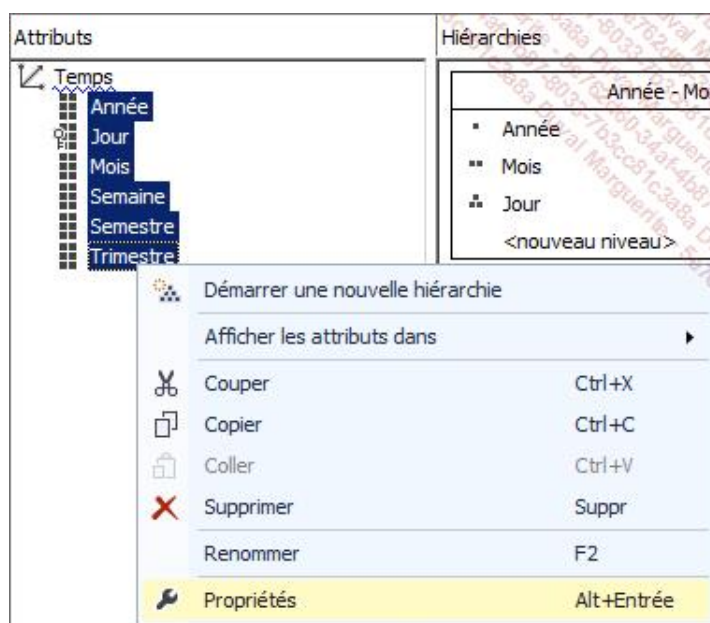 Attributs
Hiérarchies
Temps
Année
Jour
Mois
Semaine
Semestre
Trimestre
Année - Mo
Année
Mois
Jour
<nouveau niveau>
Démarrer une nouvelle hiérarchie
Afficher les attributs dans
Couper Ctrl+X
Copier Ctrl+C
Coller Ctrl+V
Supprimer Suppr
Renommer F2
Propriétés Alt+Entrée